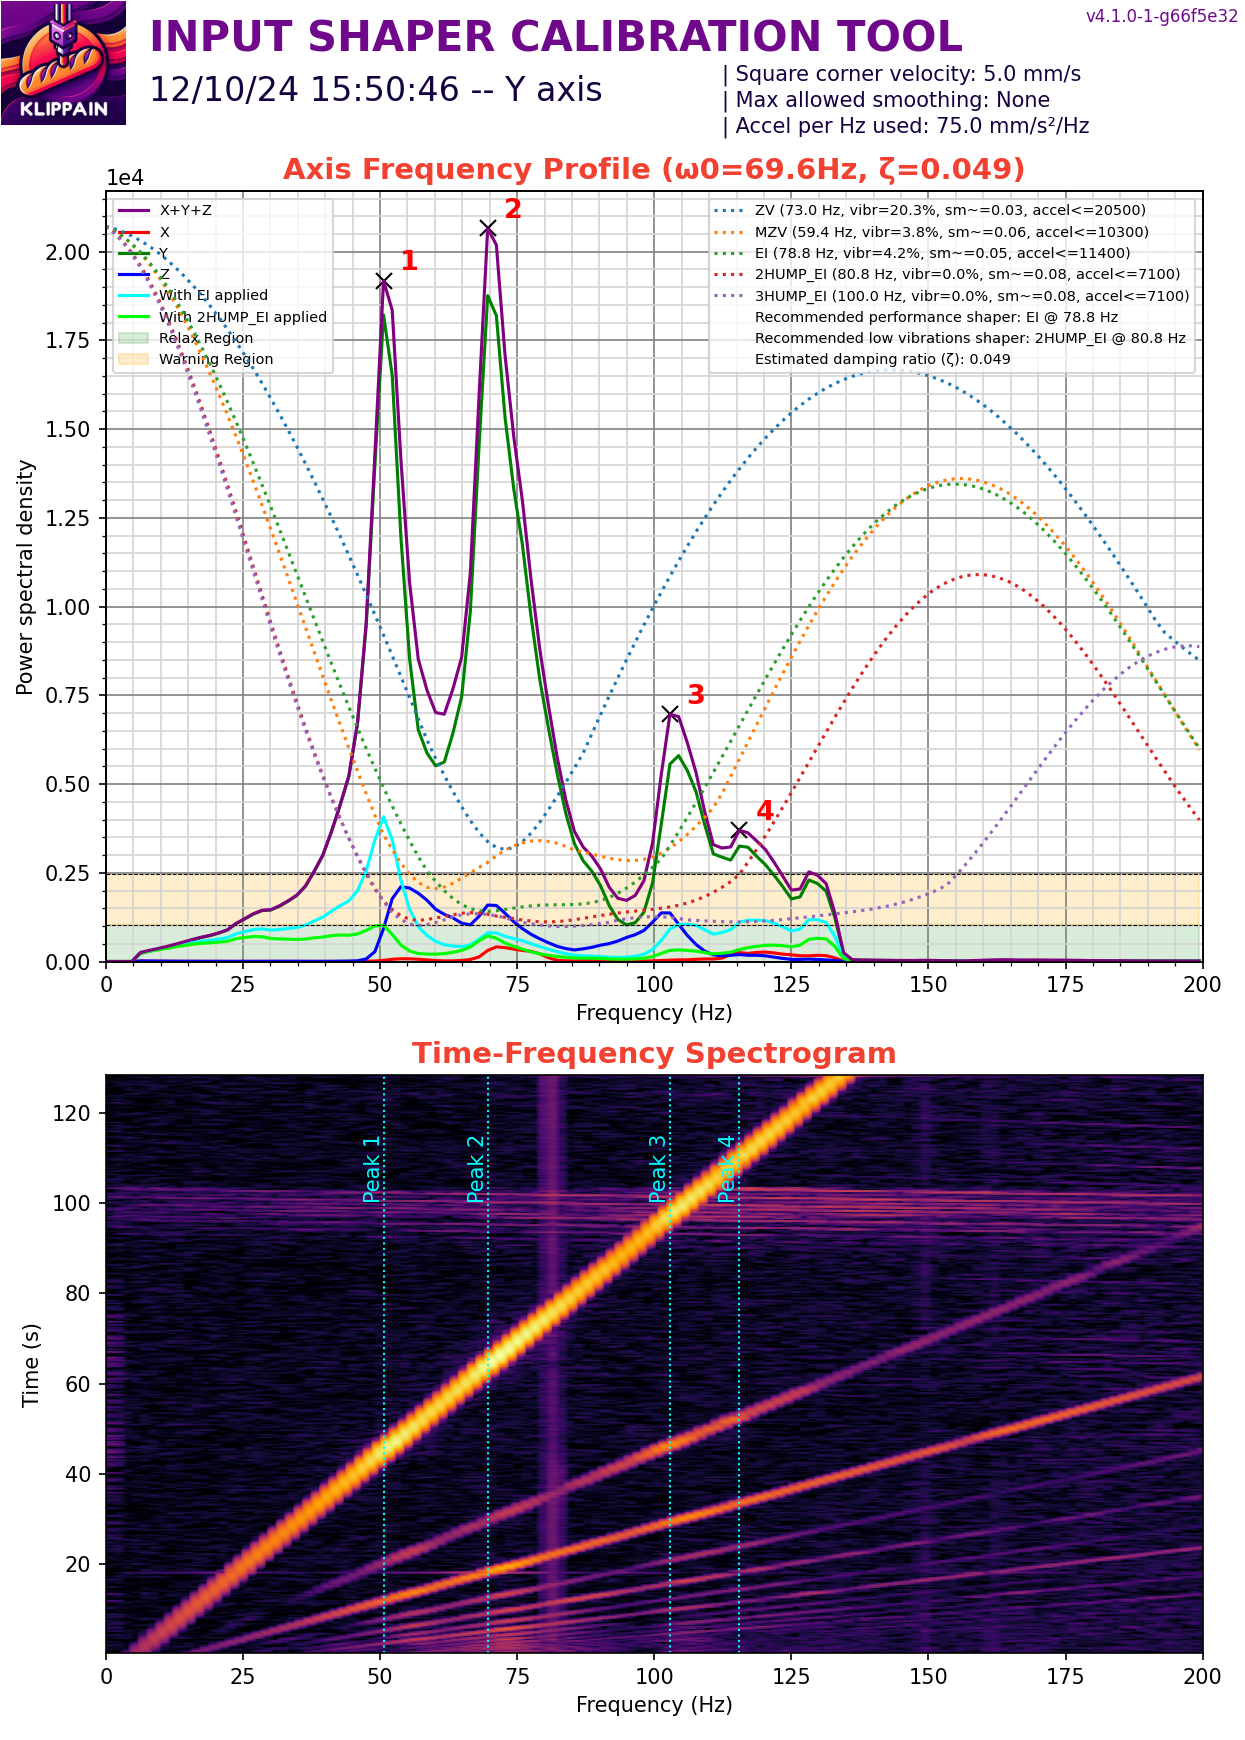 v4.1.0-1-g66f5e32
INPUT SHAPER CALIBRATION TOOL
12/10/24 15:50:46 -- Y axis
| Square corner velocity: 5.0 mm/s
| Max allowed smoothing: None
| Accel per Hz used: 75.0 mm/s²/Hz
KLIPPAIN
Axis Frequency Profile (ω0=69.6Hz, ζ=0.049)
1e4
X+Y+Z
X
Y
Z
With EI applied
With 2HUMP_EI applied
Relax Region
Warning Region
ZV (73.0 Hz, vibr=20.3%, sm~=0.03, accel<=20500)
MZV (59.4 Hz, vibr=3.8%, sm~=0.06, accel<=10300)
EI (78.8 Hz, vibr=4.2%, sm~=0.05, accel<=11400)
2HUMP_EI (80.8 Hz, vibr=0.0%, sm~=0.08, accel<=7100)
3HUMP_EI (100.0 Hz, vibr=0.0%, sm~=0.08, accel<=7100)
Recommended performance shaper: EI @ 78.8 Hz
Recommended low vibrations shaper: 2HUMP_EI @ 80.8 Hz
Estimated damping ratio (ζ): 0.049
1
2
3
4
Power spectral density
2.00
1.75
1.50
1.25
1.00
0.75
0.50
0.25
0.00
0 25 50 75 100 125 150 175 200
Frequency (Hz)
Time-Frequency Spectrogram
Time (s)
120
100
80
60
40
20
Peak 1
Peak 2
Peak 3
Peak 4
0 25 50 75 100 125 150 175 200
Frequency (Hz)